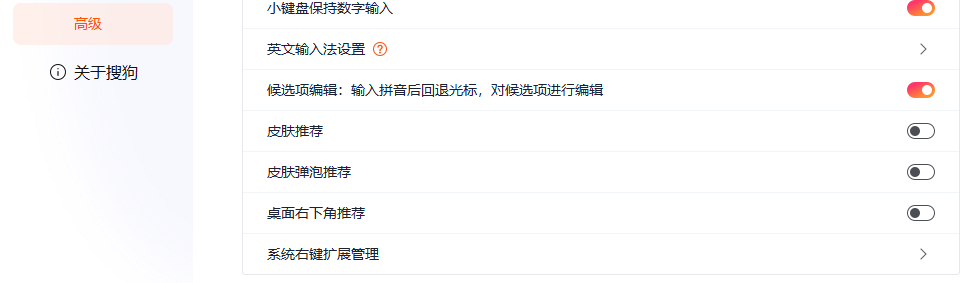 高级
关于搜狗
小键盘保持数字输入
英文输入法设置 ?
候选项编辑：输入拼音后回退光标，对候选项进行编辑
皮肤推荐
皮肤弹泡推荐
桌面右下角推荐
系统右键扩展管理